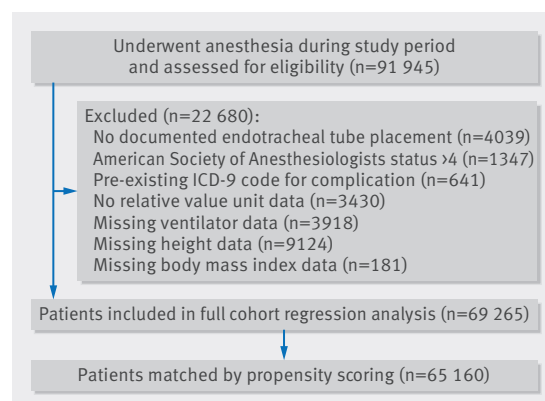 Underwent anesthesia during study period
and assessed for eligibility (n=91 945)
Excluded (n=22 680):
No documented endotracheal tube placement (n=4039)
American Society of Anesthesiologists status >4 (n=1347)
Pre-existing ICD-9 code for complication (n=641)
No relative value unit data (n=3430)
Missing ventilator data (n=3918)
Missing height data (n=9124)
Missing body mass index data (n=181)
Patients included in full cohort regression analysis (n=69 265)
Patients matched by propensity scoring (n=65 160)